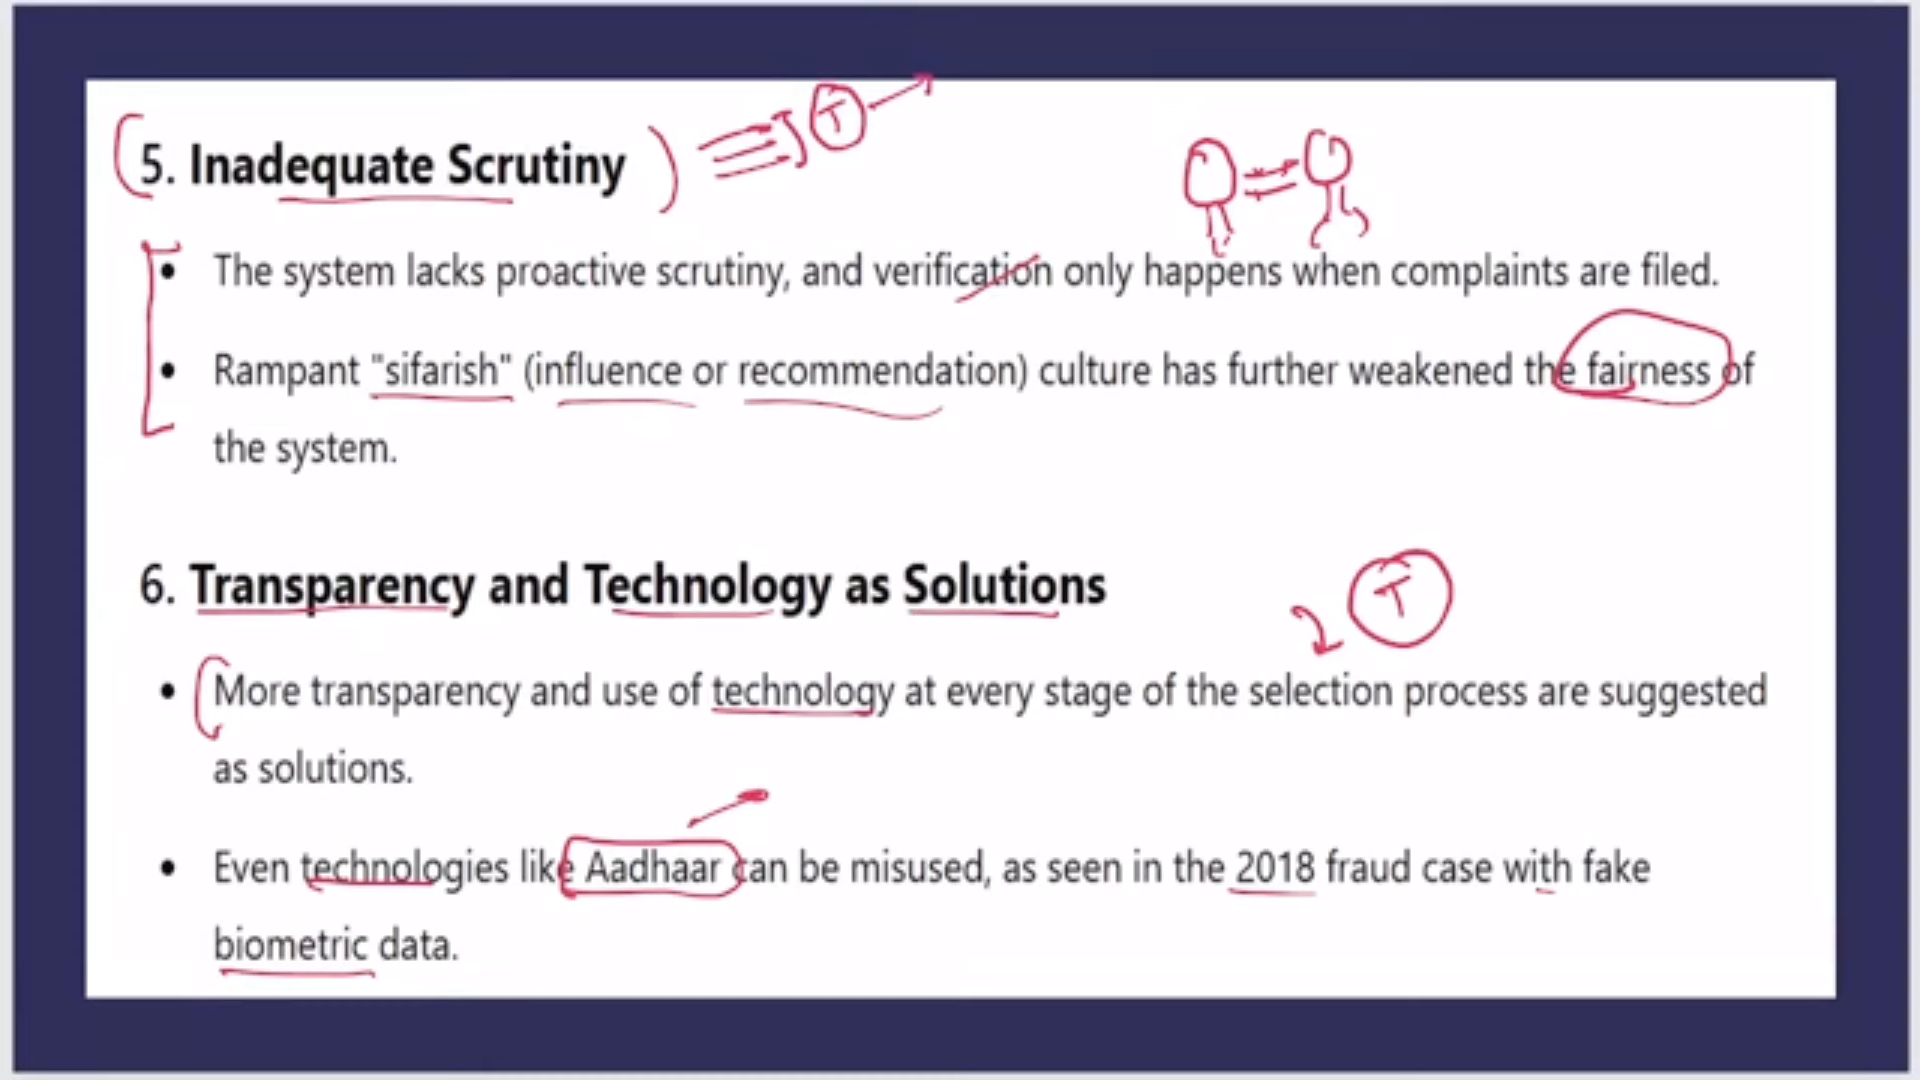 5. Inadequate Scrutiny
T
• The system lacks proactive scrutiny, and verification only happens when complaints are filed.
• Rampant "sifarish" (influence or recommendation) culture has further weakened the fairness of
the system.
6. Transparency and Technology as Solutions
T
• More transparency and use of technology at every stage of the selection process are suggested
as solutions.
• Even technologies like Aadhaar can be misused, as seen in the 2018 fraud case with fake
biometric data.